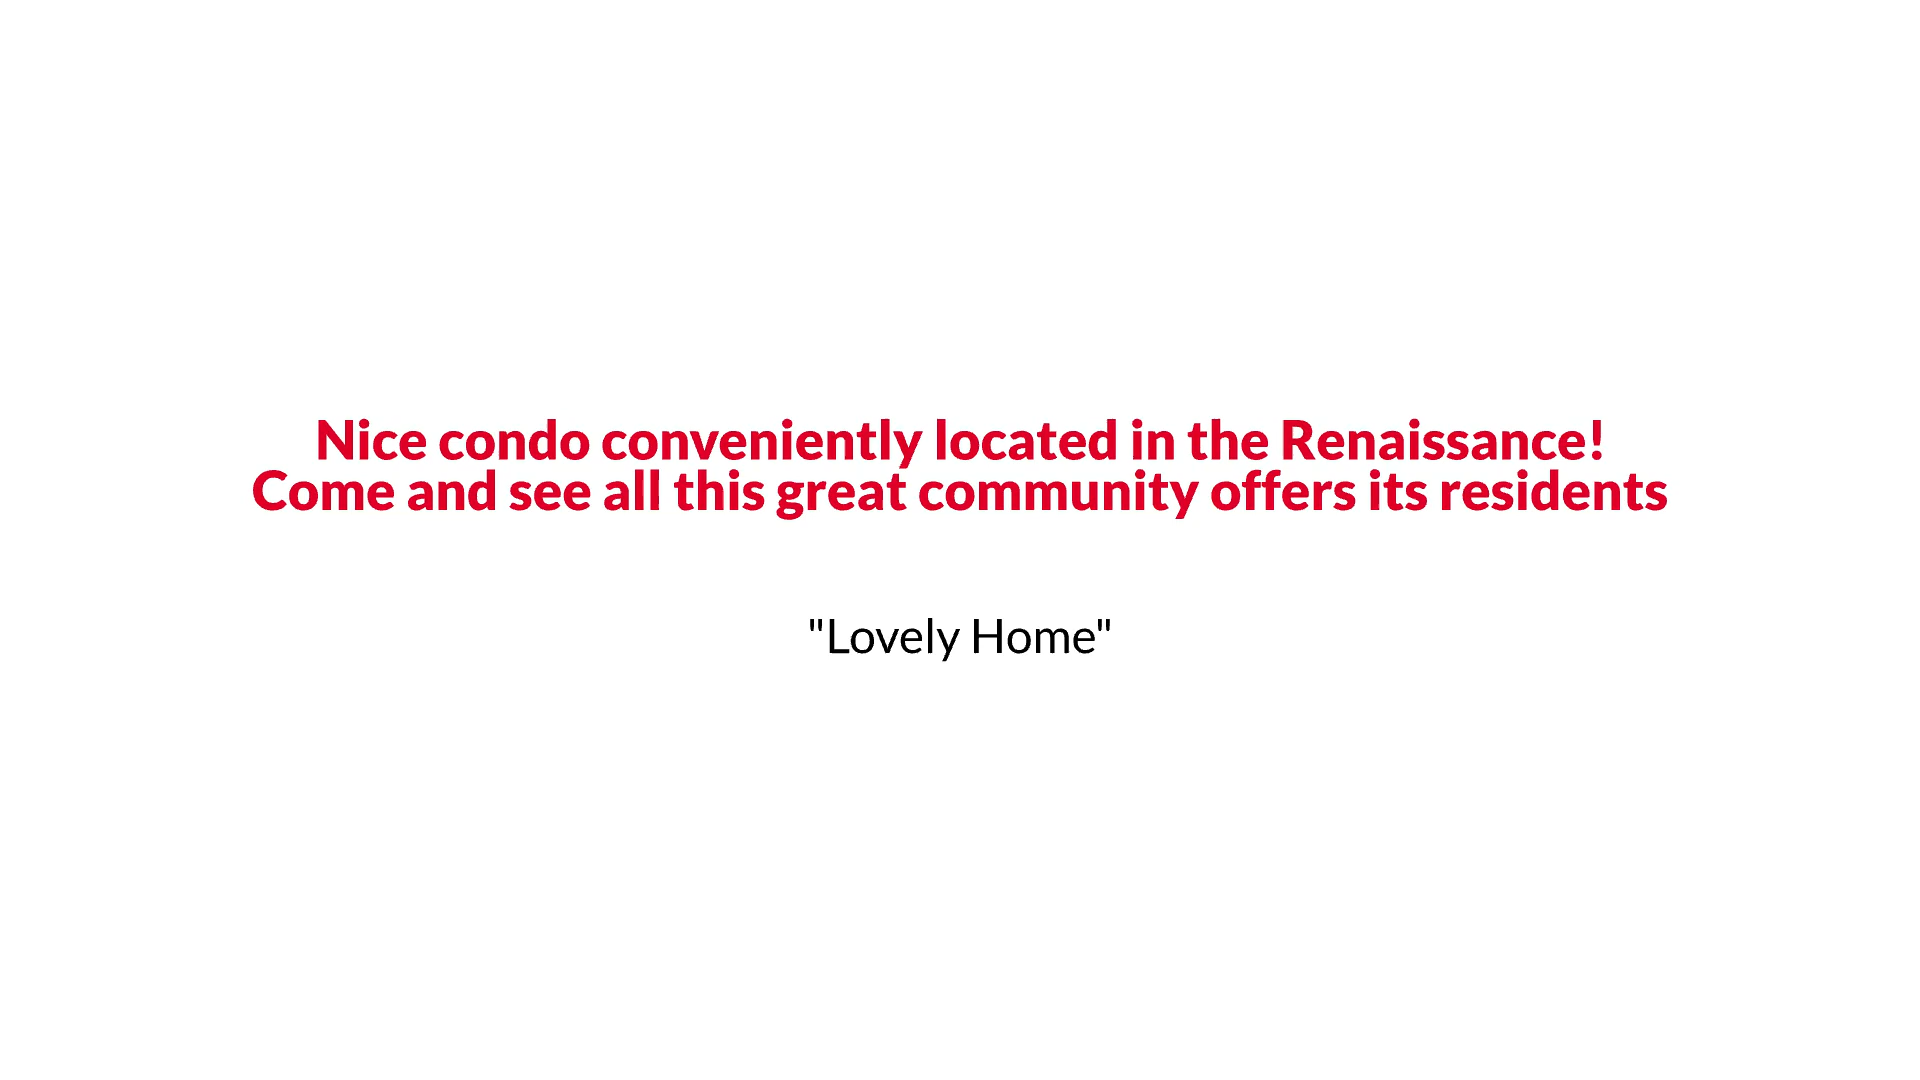 Nice condo conveniently located in the Renaissance!
Come and see all this great community offers its residents
"Lovely Home"